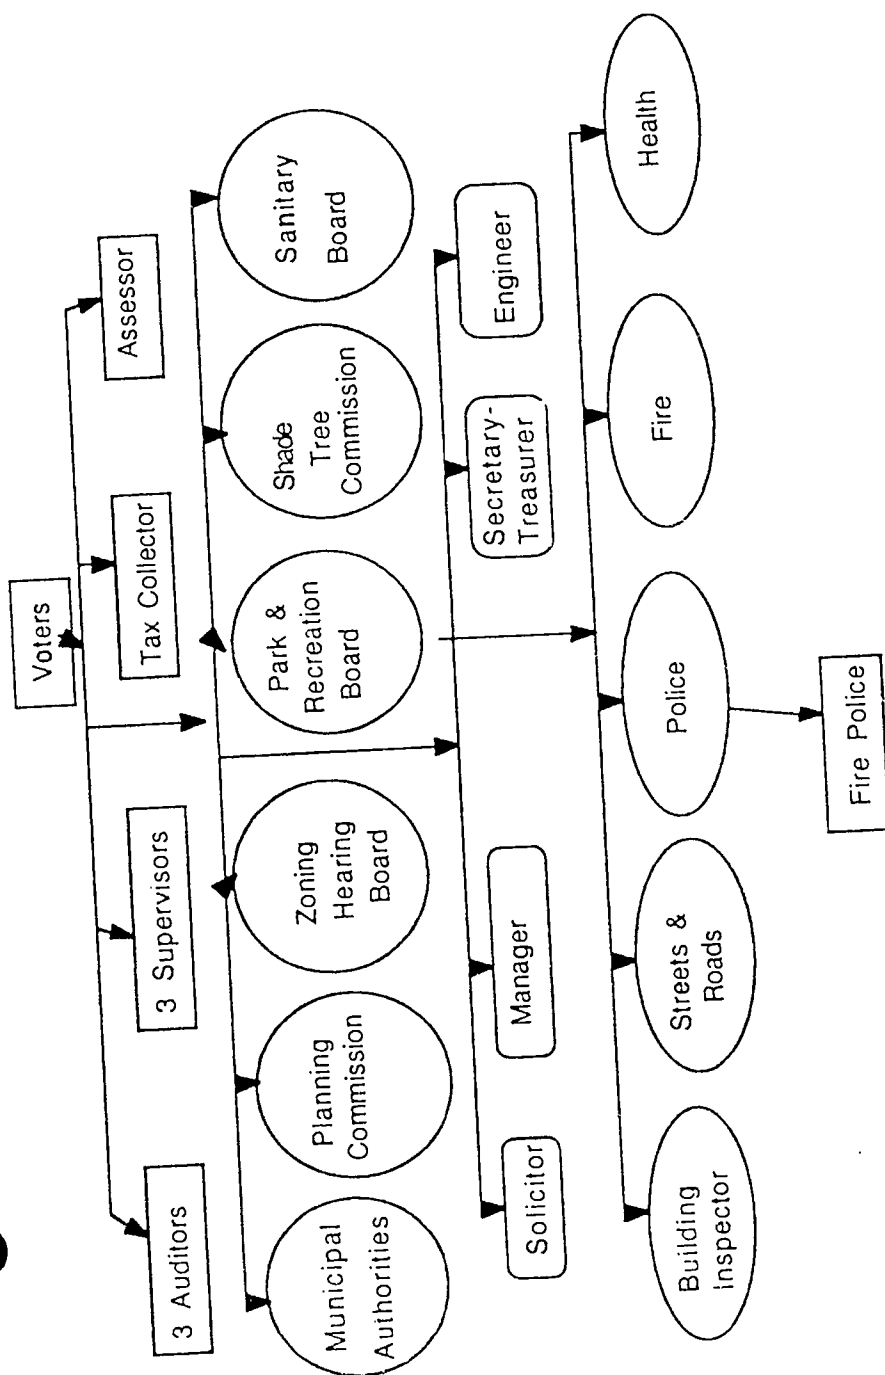 Voters
3 Auditors
3 Supervisors
Tax Collector
Assessor
Municipal
Authorities
Planning
Commission
Zoning
Hearing
Board
Park &
Recreation
Board
Shade
Tree
Commission
Sanitary
Board
Solicitor
Manager
Secretary-
Treasurer
Engineer
Building
Inspector
Streets &
Roads
Police
Fire
Health
Fire Police